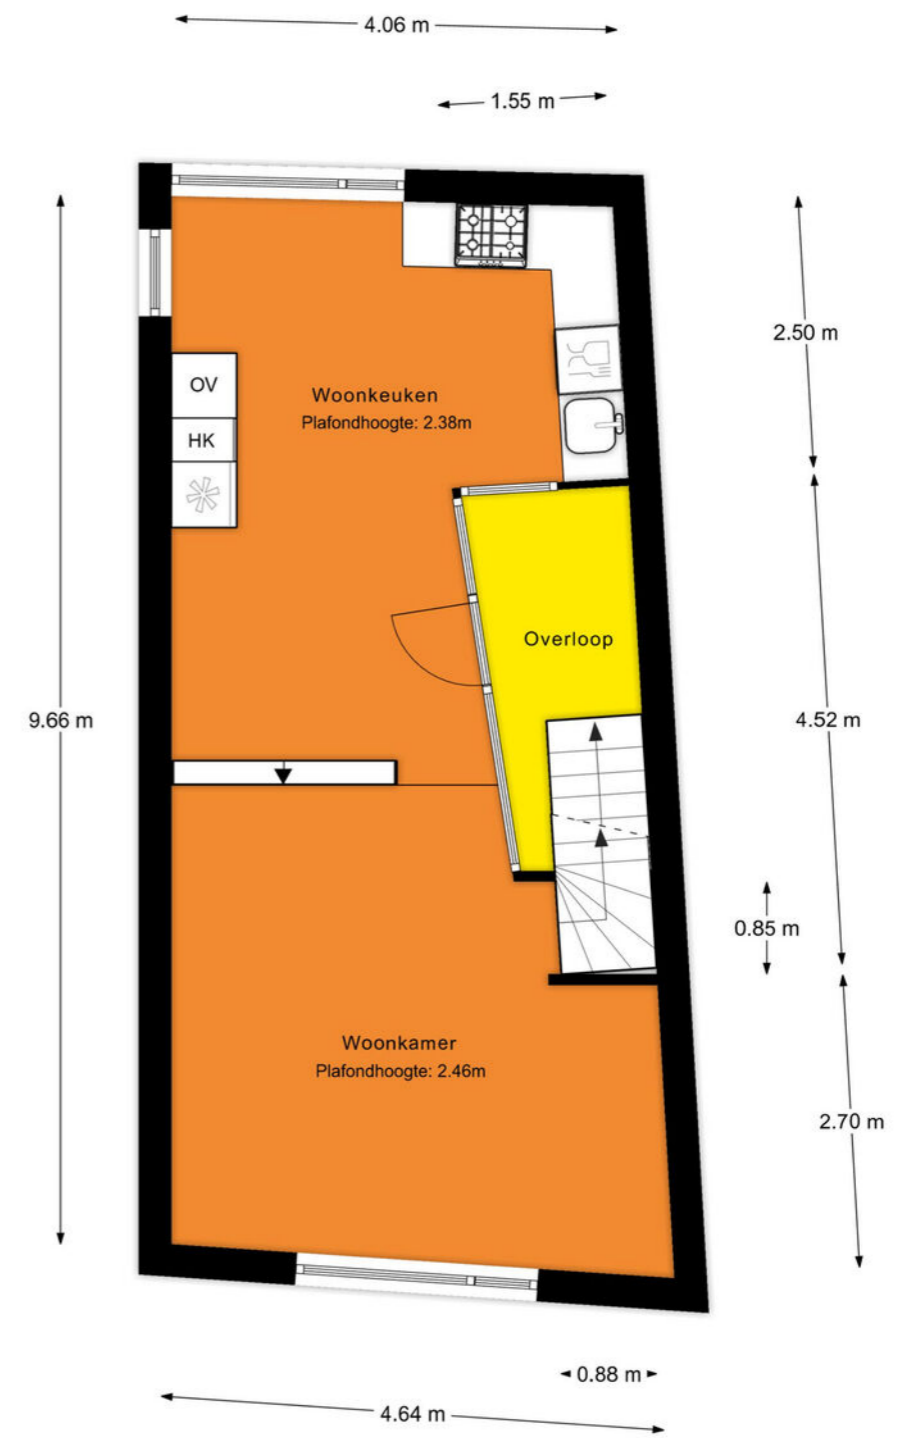 4.06 m
1.55 m
2.50 m
OV
Woonkeuken
Plafondhoogte: 2.38m
HK
Overloop
9.66 m
4.52 m
0.85 m
Woonkamer
Plafondhoogte: 2.46m
2.70 m
0.88 m
4.64 m